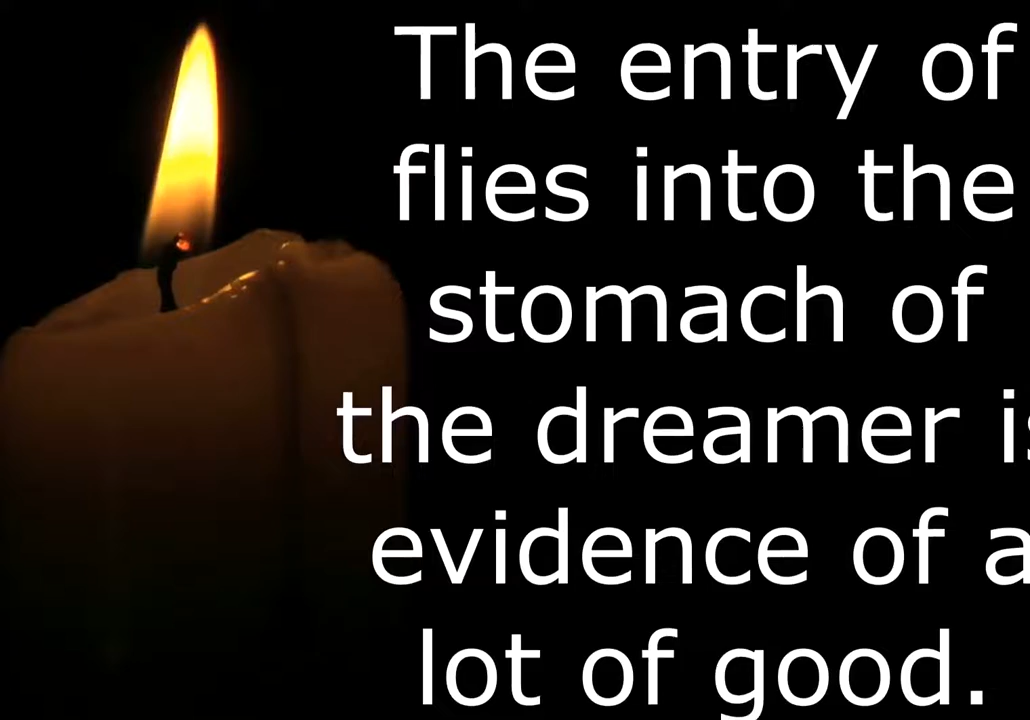 The entry of
flies into the
stomach of
the dreamer is
evidence of a
lot of good.